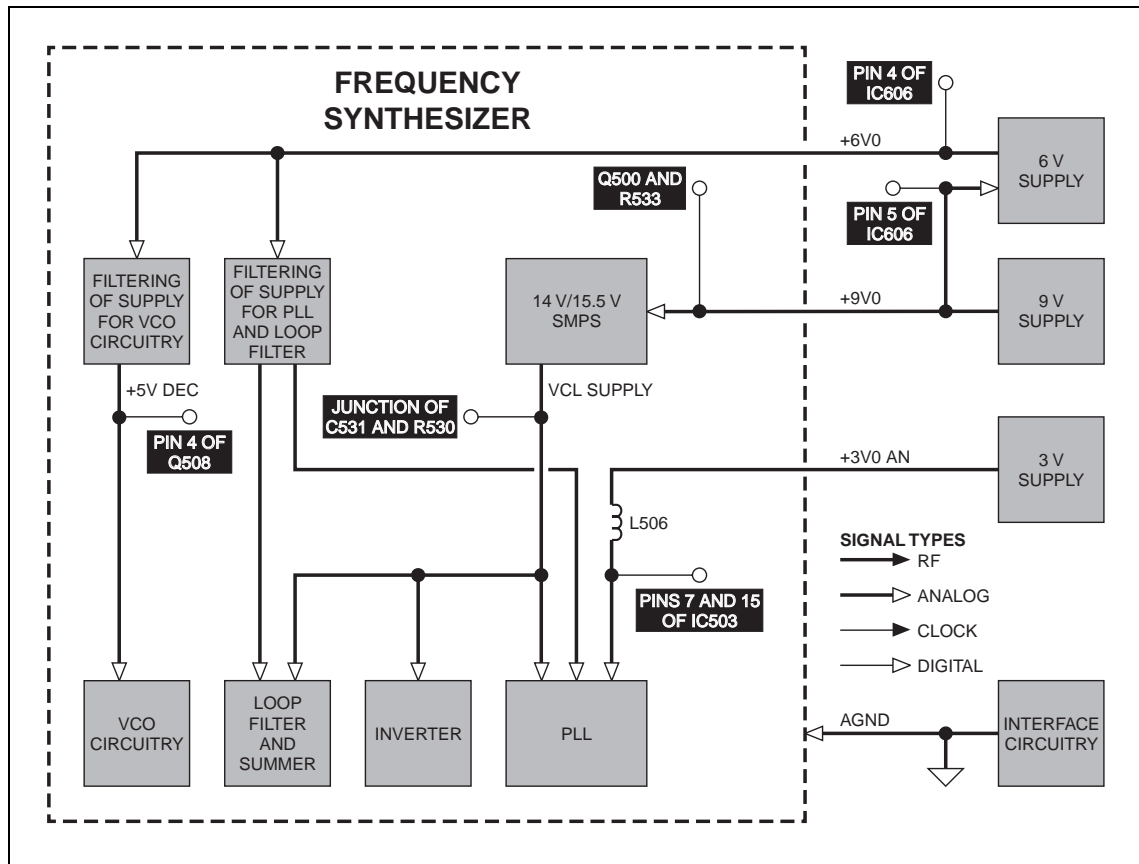 FREQUENCY
SYNTHESIZER
PIN 4 OF
IC606
+6V0
6 V
SUPPLY
Q500 AND
R533
PIN 5 OF
IC606
FILTERING
OF SUPPLY
FOR VCO
CIRCUITRY
FILTERING
OF SUPPLY
FOR PLL
AND LOOP
FILTER
14 V/15.5 V
SMPS
+9V0
9 V
SUPPLY
+5V DEC
VCL SUPPLY
JUNCTION OF
C531 AND R530
PIN 4 OF
Q508
+3V0 AN
3 V
SUPPLY
L506
SIGNAL TYPES
RF
ANALOG
CLOCK
DIGITAL
PINS 7 AND 15
OF IC503
VCO
CIRCUITRY
LOOP
FILTER
AND
SUMMER
INVERTER
PLL
AGND
INTERFACE
CIRCUITRY